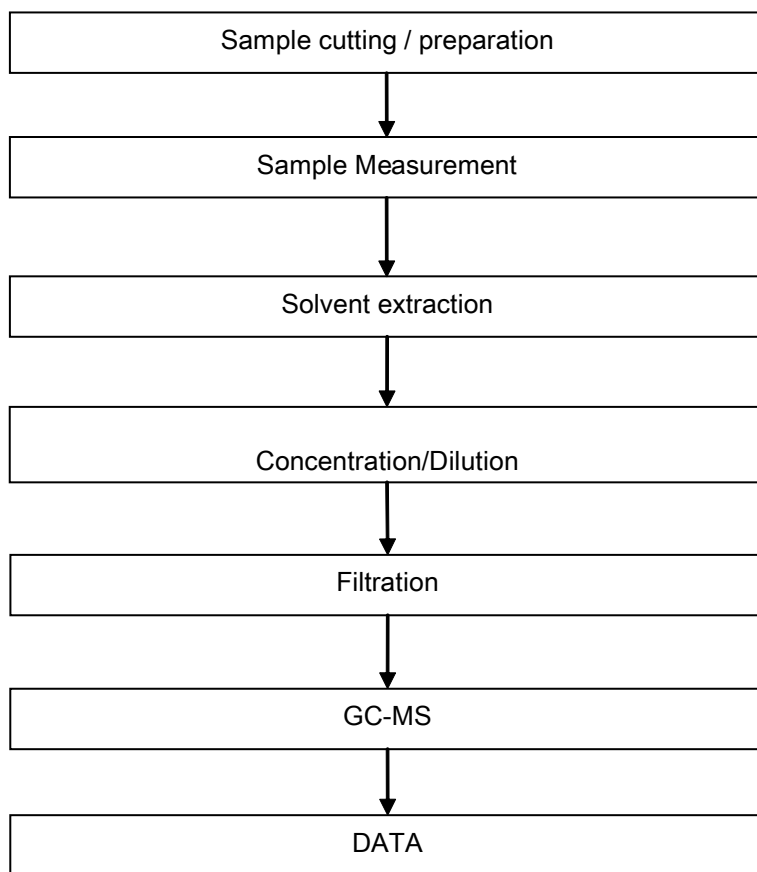 Sample cutting / preparation
Sample Measurement
Solvent extraction
Concentration/Dilution
Filtration
GC-MS
DATA